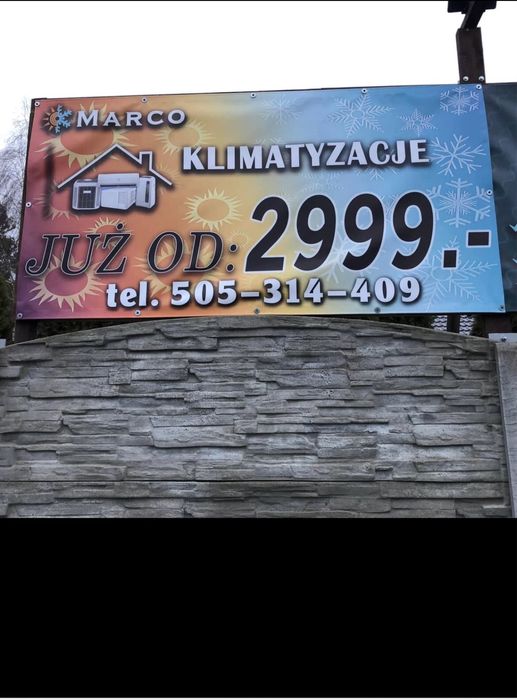 MARCO
KLIMATYZACJE
JUŻ OD: 2999.-
tel. 505-314-409